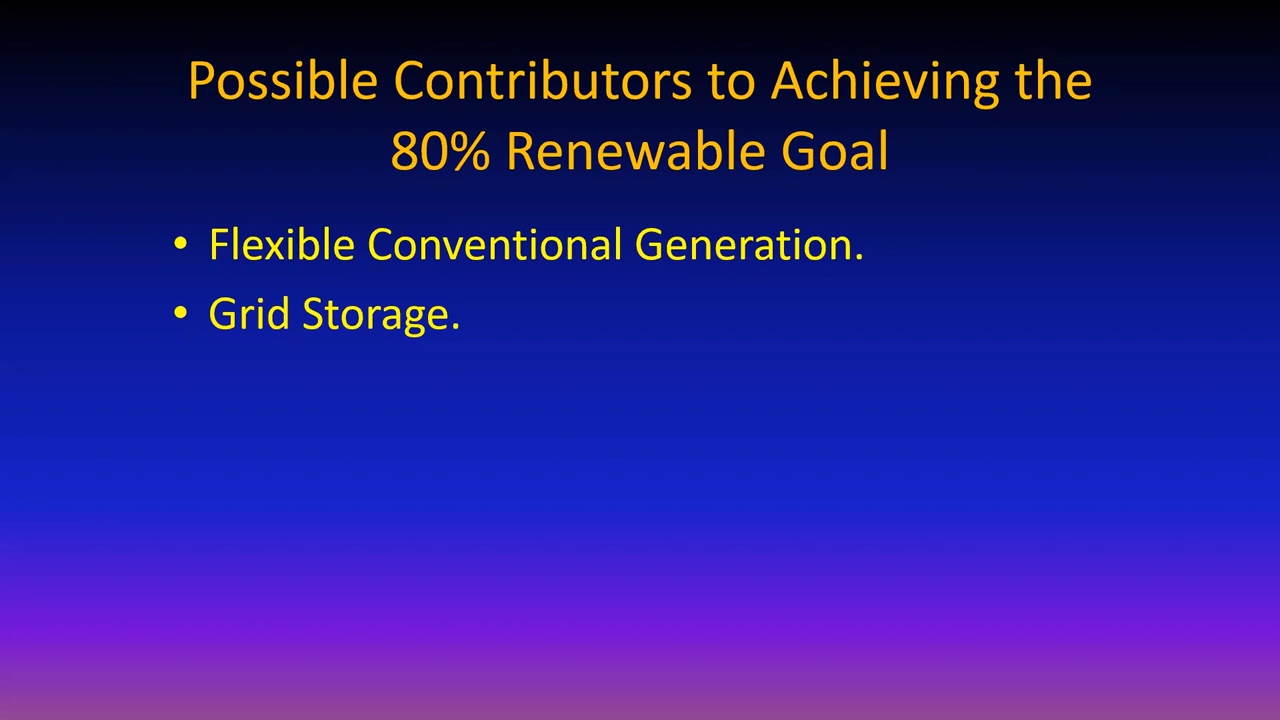 Possible Contributors to Achieving the
80% Renewable Goal
• Flexible Conventional Generation.
• Grid Storage.